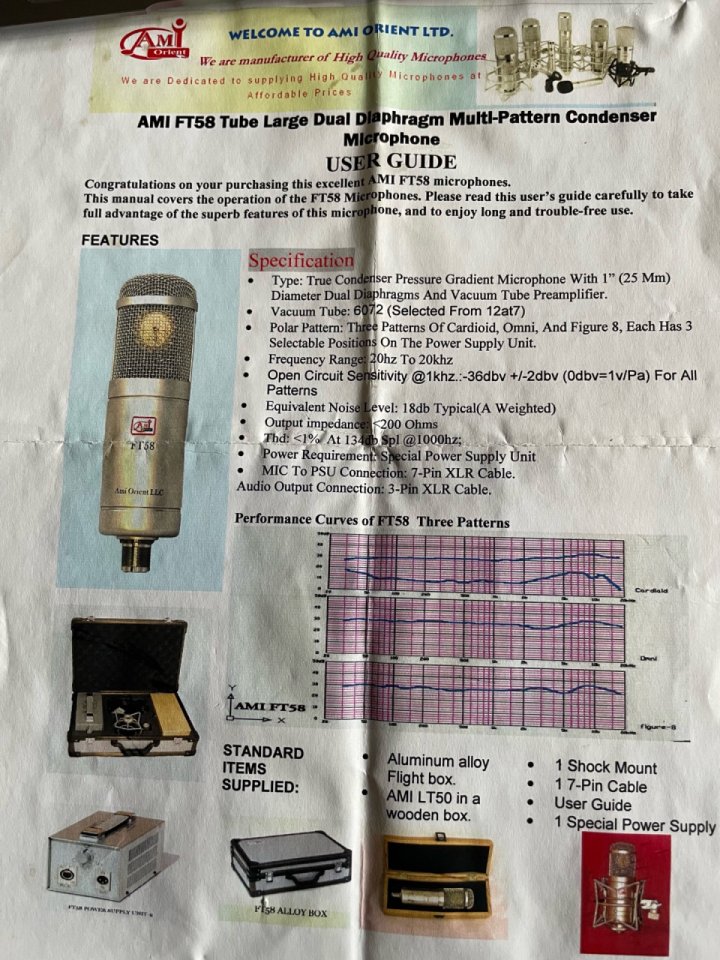 AMi
Orient
WELCOME TO AMI ORIENT LTD.
We are manufacturer of High Quality Microphones
We are Dedicated to supplying High Quality Microphones at
Affordable Prices
AMI FT58 Tube Large Dual Diaphragm Multi-Pattern Condenser
Microphone
USER GUIDE
Congratulations on your purchasing this excellent AMI FT58 microphones.
This manual covers the operation of the FT58 Microphones. Please read this user's guide carefully to take
full advantage of the superb features of this microphone, and to enjoy long and trouble-free use.
FEATURES
Specification
• Type: True Condenser Pressure Gradient Microphone With 1" (25 Mm)
Diameter Dual Diaphragms And Vacuum Tube Preamplifier.
• Vacuum Tube: 6072 (Selected From 12at7)
• Polar Pattern: Three Patterns Of Cardioid, Omni, And Figure 8, Each Has 3
Selectable Positions On The Power Supply Unit.
• Frequency Range: 20hz To 20khz
• Open Circuit Sensitivity @1khz.:-36dbv +/-2dbv (0dbv=1v/Pa) For All
Patterns
• Equivalent Noise Level: 18db Typical(A Weighted)
• Output impedance: <200 Ohms
• Thd: <1% At 134db Spl @1000hz;
• Power Requirement: Special Power Supply Unit
• MIC To PSU Connection: 7-Pin XLR Cable.
Audio Output Connection: 3-Pin XLR Cable.
FT58
Ami Orient LLC
Performance Curves of FT58 Three Patterns
Cardioid
Omni
Figure-8
Y
AMI FT58
X
STANDARD
ITEMS
SUPPLIED:
• Aluminum alloy
Flight box.
• AMI LT50 in a
wooden box.
• 1 Shock Mount
• 1 7-Pin Cable
• User Guide
• 1 Special Power Supply
FT58 POWER SUPPLY UNIT
FT58 ALLOY BOX